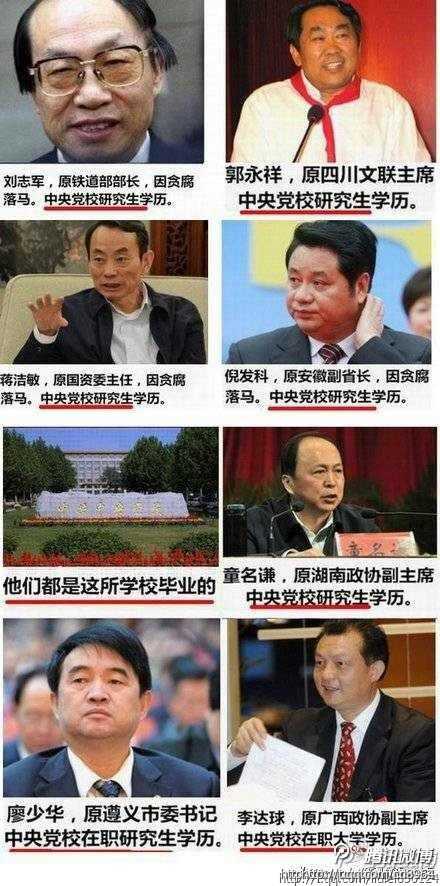 刘志军，原铁道部部长，因贪腐
落马。中央党校研究生学历。
郭永祥，原四川文联主席
中央党校研究生学历。
蒋洁敏，原国资委主任，因贪腐
落马。中央党校研究生学历。
倪发科，原安徽副省长，因贪腐
落马。中央党校研究生学历。
他们都是这所学校毕业的
童名谦，原湖南政协副主席
中央党校研究生学历。
廖少华，原遵义市委书记
中央党校在职研究生学历。
李达球，原广西政协副主席
中央党校在职大学学历。
腾讯微博